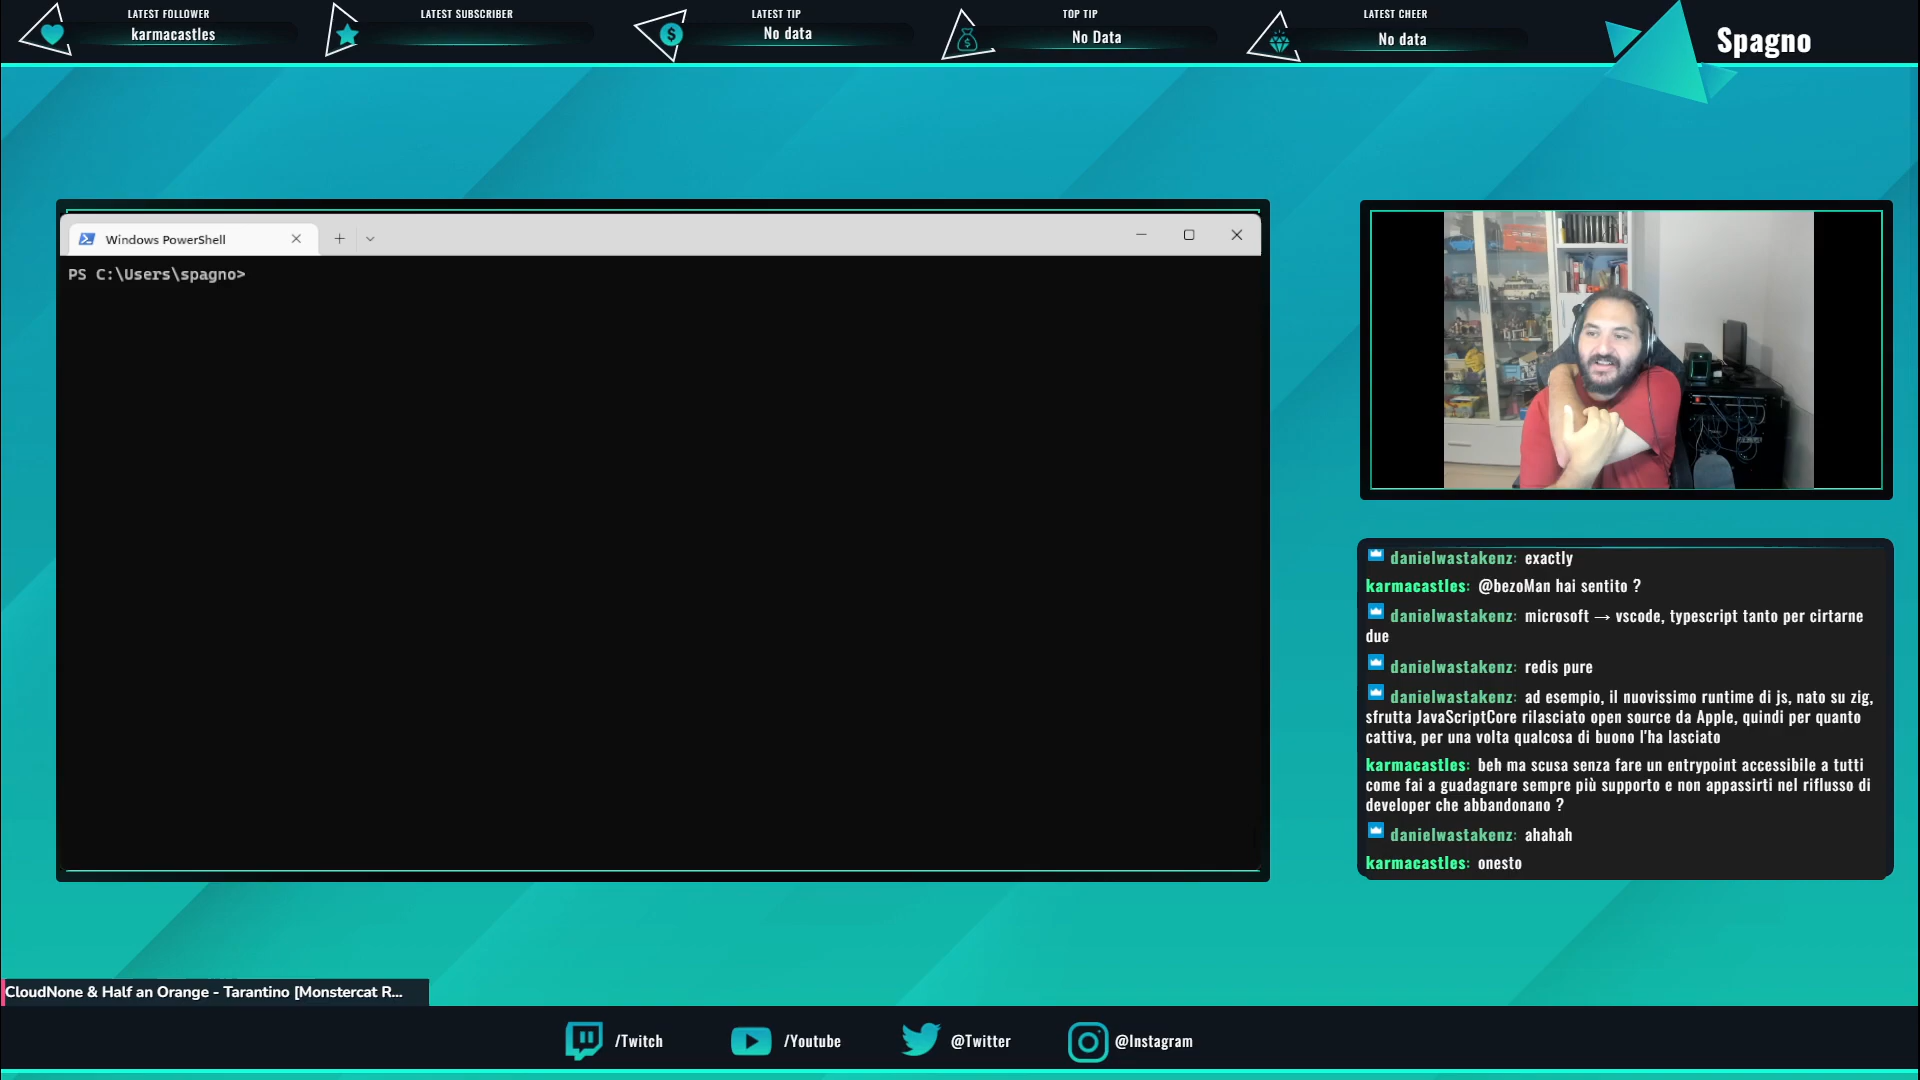 LATEST FOLLOWER
karmacastles
LATEST SUBSCRIBER
LATEST TIP
No data
TOP TIP
No Data
LATEST CHEER
No data
Spagno
Windows PowerShell
PS C:\Users\spagno>
danielwastakenz: exactly
karmacastles: @bezoMan hai sentito ?
danielwastakenz: microsoft → vscode, typescript tanto per cirtarne
due
danielwastakenz: redis pure
danielwastakenz: ad esempio, il nuovissimo runtime di js, nato su zig,
sfrutta JavaScriptCore rilasciato open source da Apple, quindi per quanto
cattiva, per una volta qualcosa di buono l'ha lasciato
karmacastles: beh ma scusa senza fare un entrypoint accessibile a tutti
come fai a guadagnare sempre più supporto e non appassirti nel riflusso di
developer che abbandonano ?
danielwastakenz: ahahah
karmacastles: onesto
CloudNone & Half an Orange - Tarantino [Monstercat R...
/Twitch
/Youtube
@Twitter
@Instagram